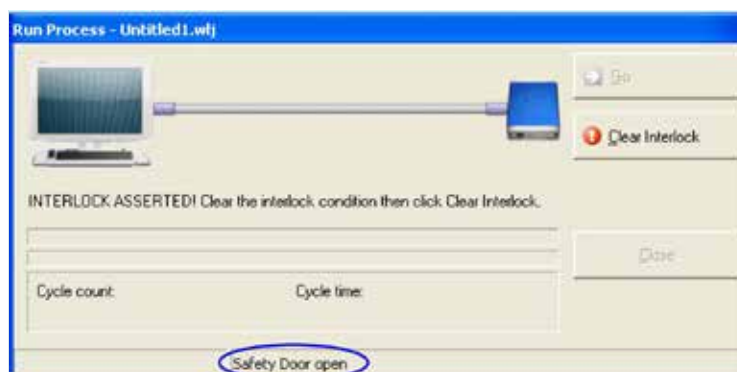 Run Process - Untitled1.wlj
Go
Clear Interlock
INTERLOCK ASSERTED! Clear the interlock condition then click Clear Interlock.
Close
Cycle count:
Cycle time:
Safety Door open